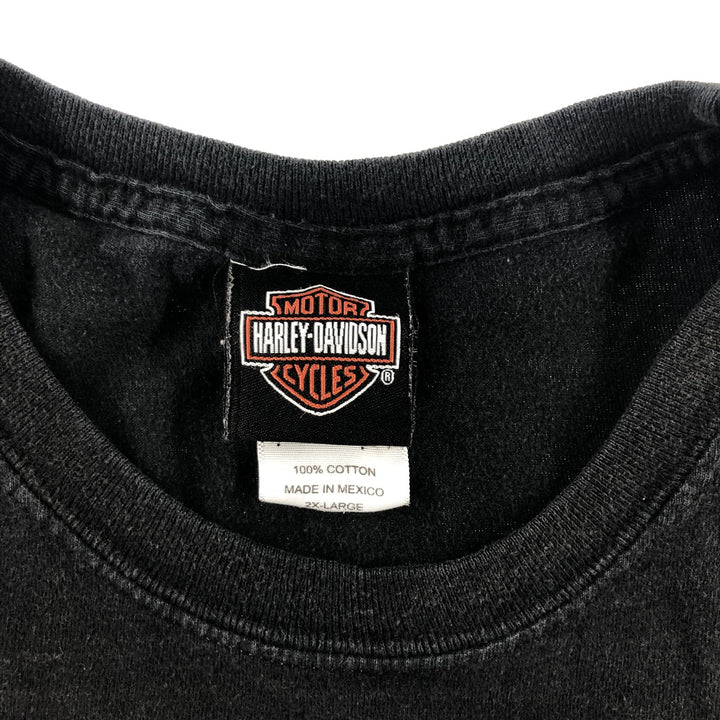 MOTOR
HARLEY-DAVIDSON
CYCLES
®
100% COTTON
MADE IN MEXICO
2X-LARGE